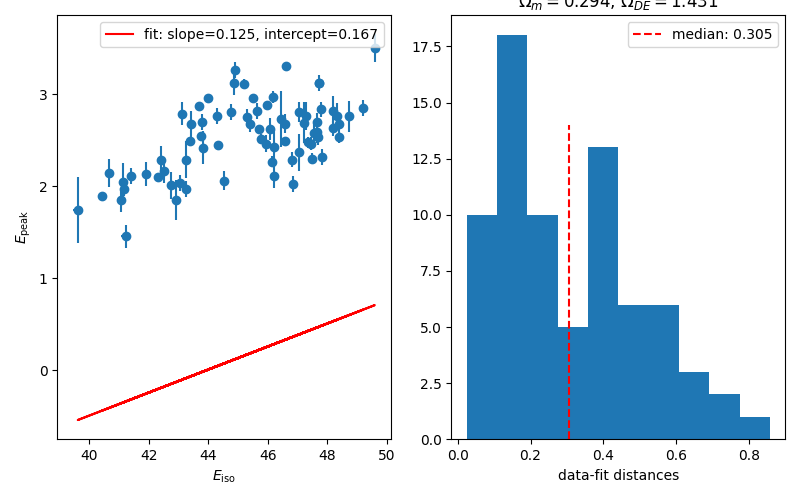 fit: slope=0.125, intercept=0.167
3
2
1
0
E_peak
40 42 44 46 48 50
E_iso
Ω_m = 0.294, Ω_DE = 1.431
median: 0.305
17.5
15.0
12.5
10.0
7.5
5.0
2.5
0.0
0.0 0.2 0.4 0.6 0.8
data-fit distances